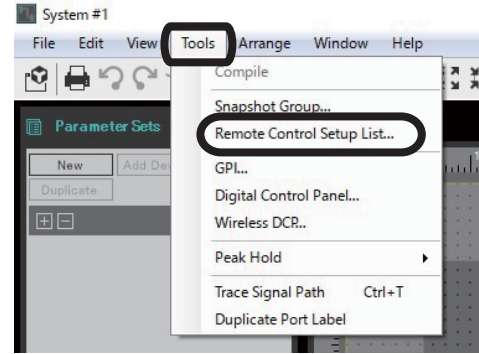 System #1
File Edit View Tools Arrange Window Help
Compile
Snapshot Group...
Parameter Sets
Remote Control Setup List...
New Add Dev
GPI...
Duplicate
Digital Control Panel...
Wireless DCP...
Peak Hold
Trace Signal Path Ctrl+T
Duplicate Port Label